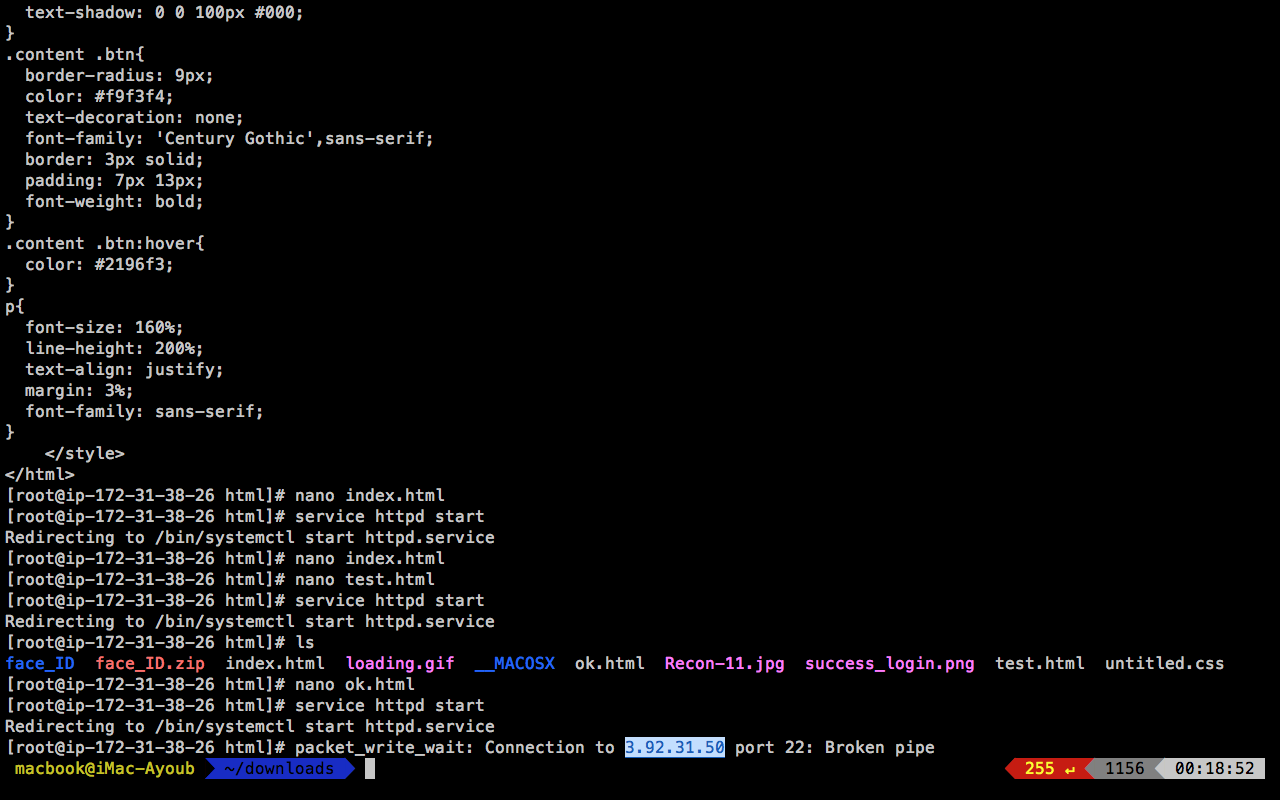 text-shadow: 0 0 100px #000;
}
.content .btn{
  border-radius: 9px;
  color: #f9f3f4;
  text-decoration: none;
  font-family: 'Century Gothic',sans-serif;
  border: 3px solid;
  padding: 7px 13px;
  font-weight: bold;
}
.content .btn:hover{
  color: #2196f3;
}
p{
  font-size: 160%;
  line-height: 200%;
  text-align: justify;
  margin: 3%;
  font-family: sans-serif;
}
    </style>
</html>
[root@ip-172-31-38-26 html]# nano index.html
[root@ip-172-31-38-26 html]# service httpd start
Redirecting to /bin/systemctl start httpd.service
[root@ip-172-31-38-26 html]# nano index.html
[root@ip-172-31-38-26 html]# nano test.html
[root@ip-172-31-38-26 html]# service httpd start
Redirecting to /bin/systemctl start httpd.service
[root@ip-172-31-38-26 html]# ls
face_ID  face_ID.zip  index.html  loading.gif  __MACOSX  ok.html  Recon-11.jpg  success_login.png  test.html  untitled.css
[root@ip-172-31-38-26 html]# nano ok.html
[root@ip-172-31-38-26 html]# service httpd start
Redirecting to /bin/systemctl start httpd.service
[root@ip-172-31-38-26 html]# packet_write_wait: Connection to 3.92.31.50 port 22: Broken pipe
macbook@iMac-Ayoub ~/downloads 255 ↵ 1156 00:18:52